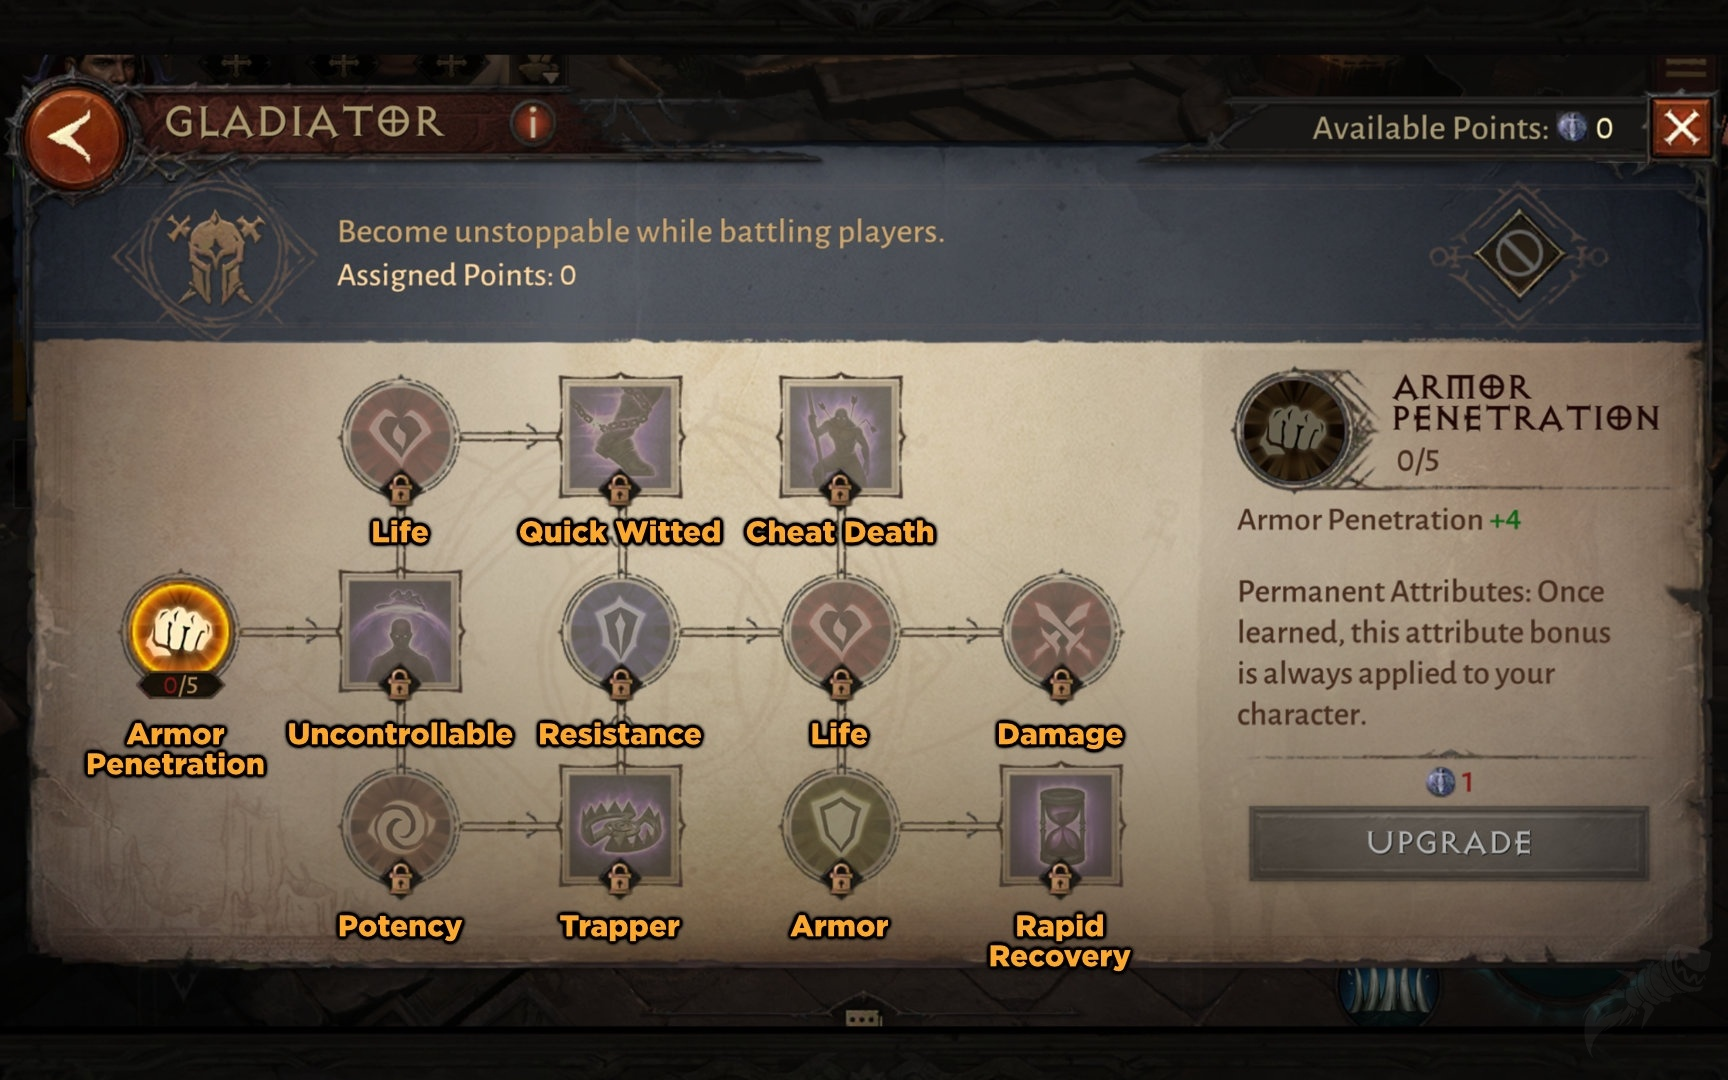 GLADIATOR
i
Available Points: 0
Become unstoppable while battling players.
Assigned Points: 0
Life
Quick Witted
Cheat Death
0/5
Armor
Penetration
Uncontrollable
Resistance
Life
Damage
Potency
Trapper
Armor
Rapid
Recovery
ARMOR
PENETRATION
0/5
Armor Penetration +4
Permanent Attributes: Once
learned, this attribute bonus
is always applied to your
character.
1
UPGRADE